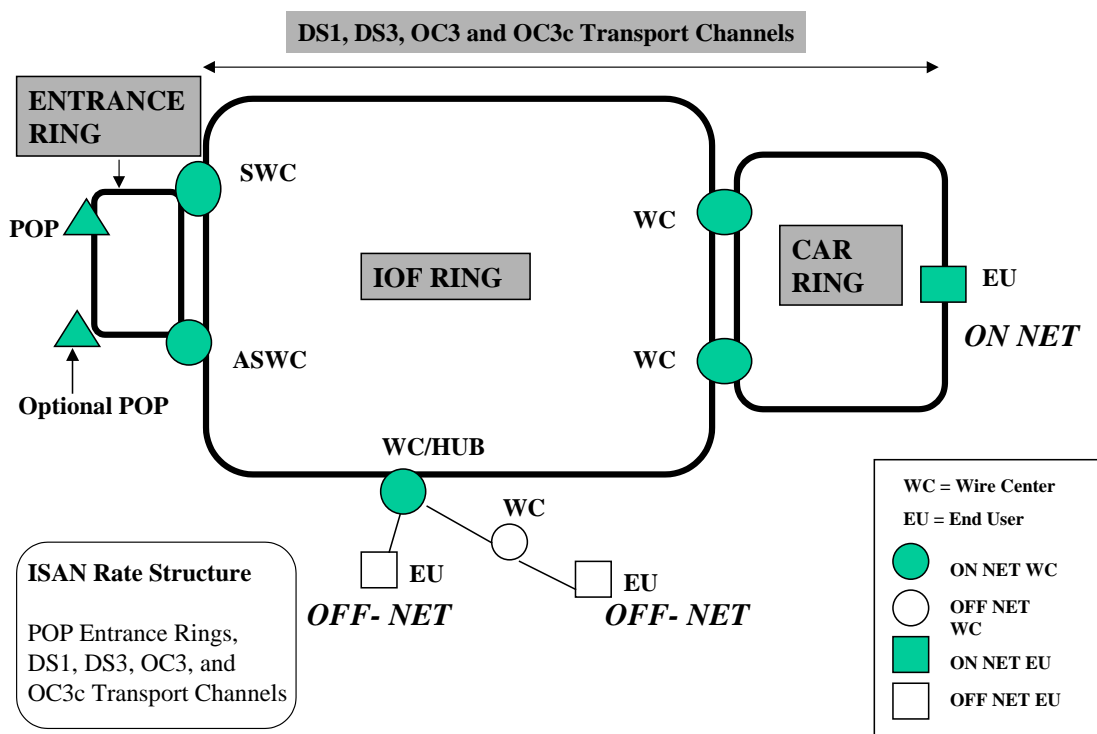 DS1, DS3, OC3 and OC3c Transport Channels
ENTRANCE
RING
SWC
POP
WC
CAR
RING
IOF RING
EU
ON NET
ASWC
WC
Optional POP
WC/HUB
WC
EU
OFF- NET
EU
OFF- NET
ISAN Rate Structure
POP Entrance Rings,
DS1, DS3, OC3, and
OC3c Transport Channels
WC = Wire Center
EU = End User
ON NET WC
OFF NET
WC
ON NET EU
OFF NET EU